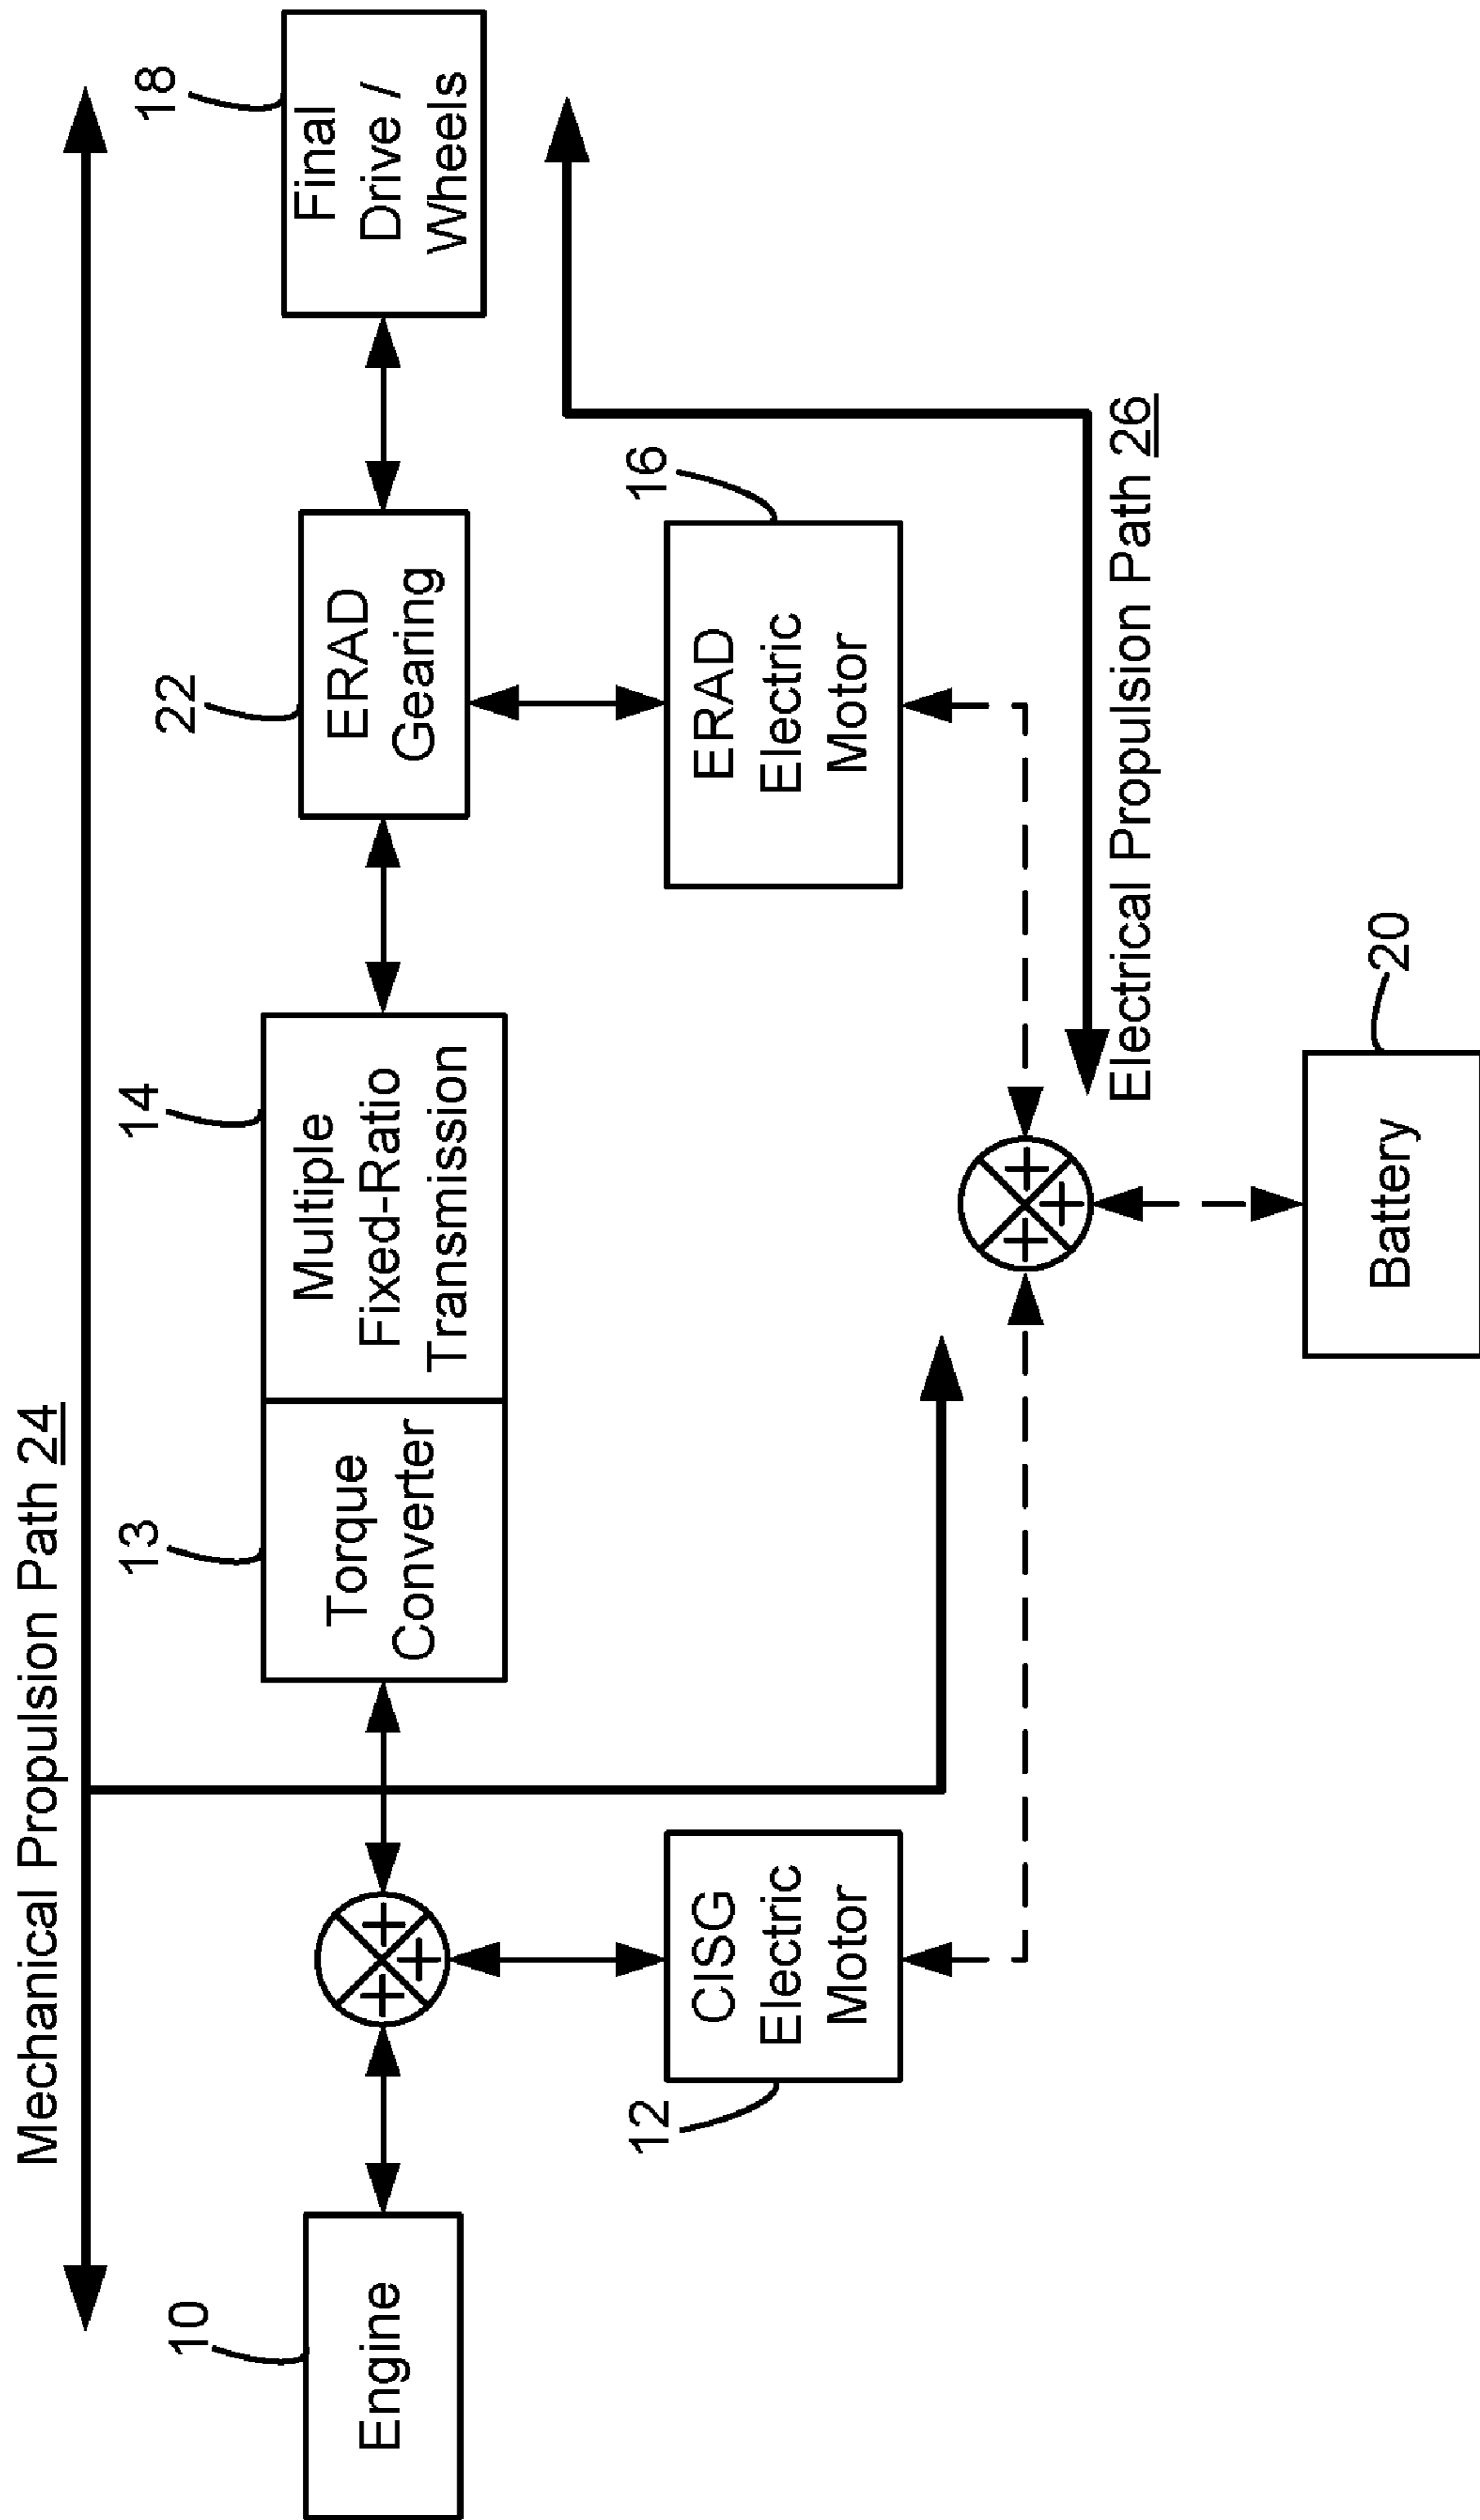 Mechanical Propulsion Path 24
10
Engine
13
Torque
Converter
14
Multiple
Fixed-Ratio
Transmission
22
ERAD
Gearing
18
Final
Drive /
Wheels
12
CISG
Electric
Motor
16
ERAD
Electric
Motor
+
+
+
+
+
+
Electrical Propulsion Path 26
20
Battery